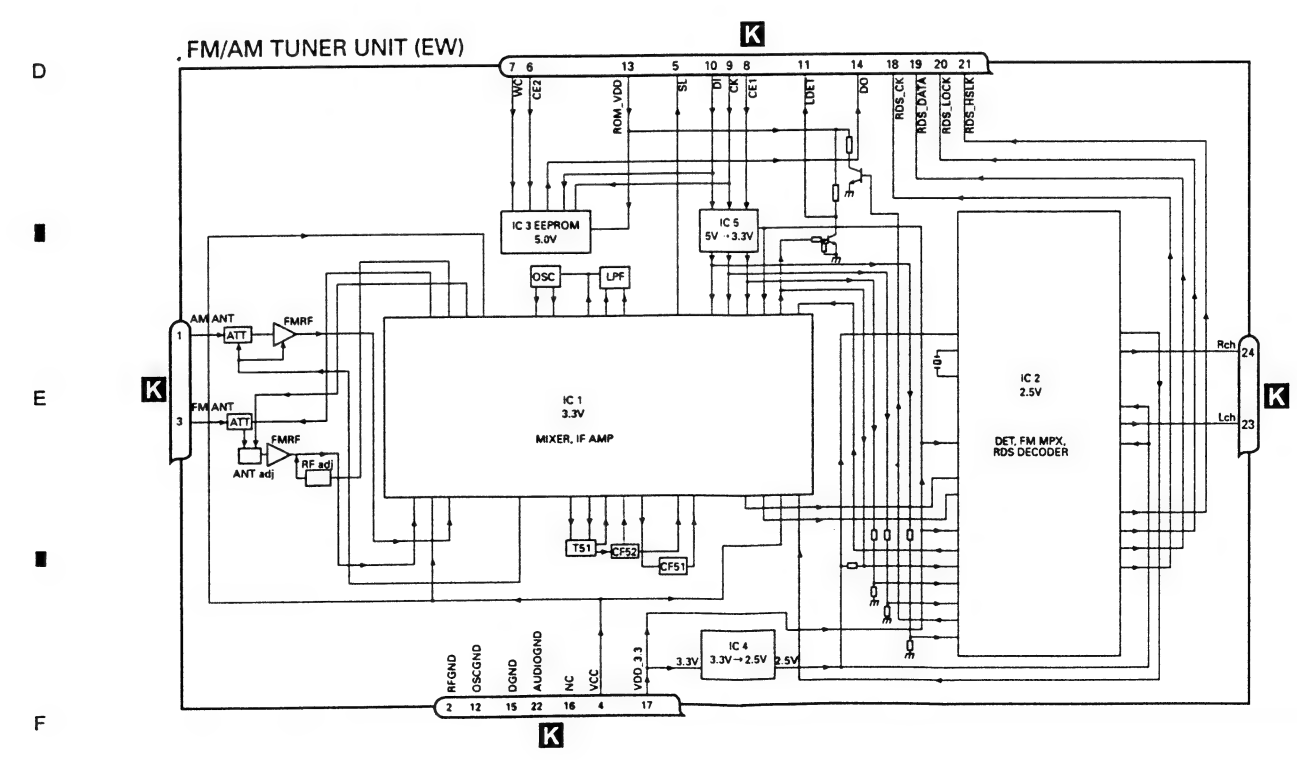 K
FM/AM TUNER UNIT (EW)
D
7 6 13 5 10 9 8 11 14 18 19 20 21
WC
CE2
ROM_VDD
SL
DI
CK
CE1
LDET
DO
RDS_CK
RDS_DATA
RDS_LOCK
RDS_HSLK
IC 3 EEPROM
5.0V
IC 5
5V→3.3V
OSC
LPF
AM ANT
FMRF
1
ATT
Rch
24
K
E
FM ANT
3
ATT
FMRF
ANT adj
RF adj
IC 1
3.3V
MIXER, IF AMP
IC 2
2.5V
DET, FM MPX,
RDS DECODER
Lch
23
K
T51
CF52
CF51
IC 4
3.3V→2.5V
3.3V
2.5V
RFGND
OSCGND
DGND
AUDIOGND
NC
VCC
VDD_3.3
2 12 15 22 16 4 17
F
K